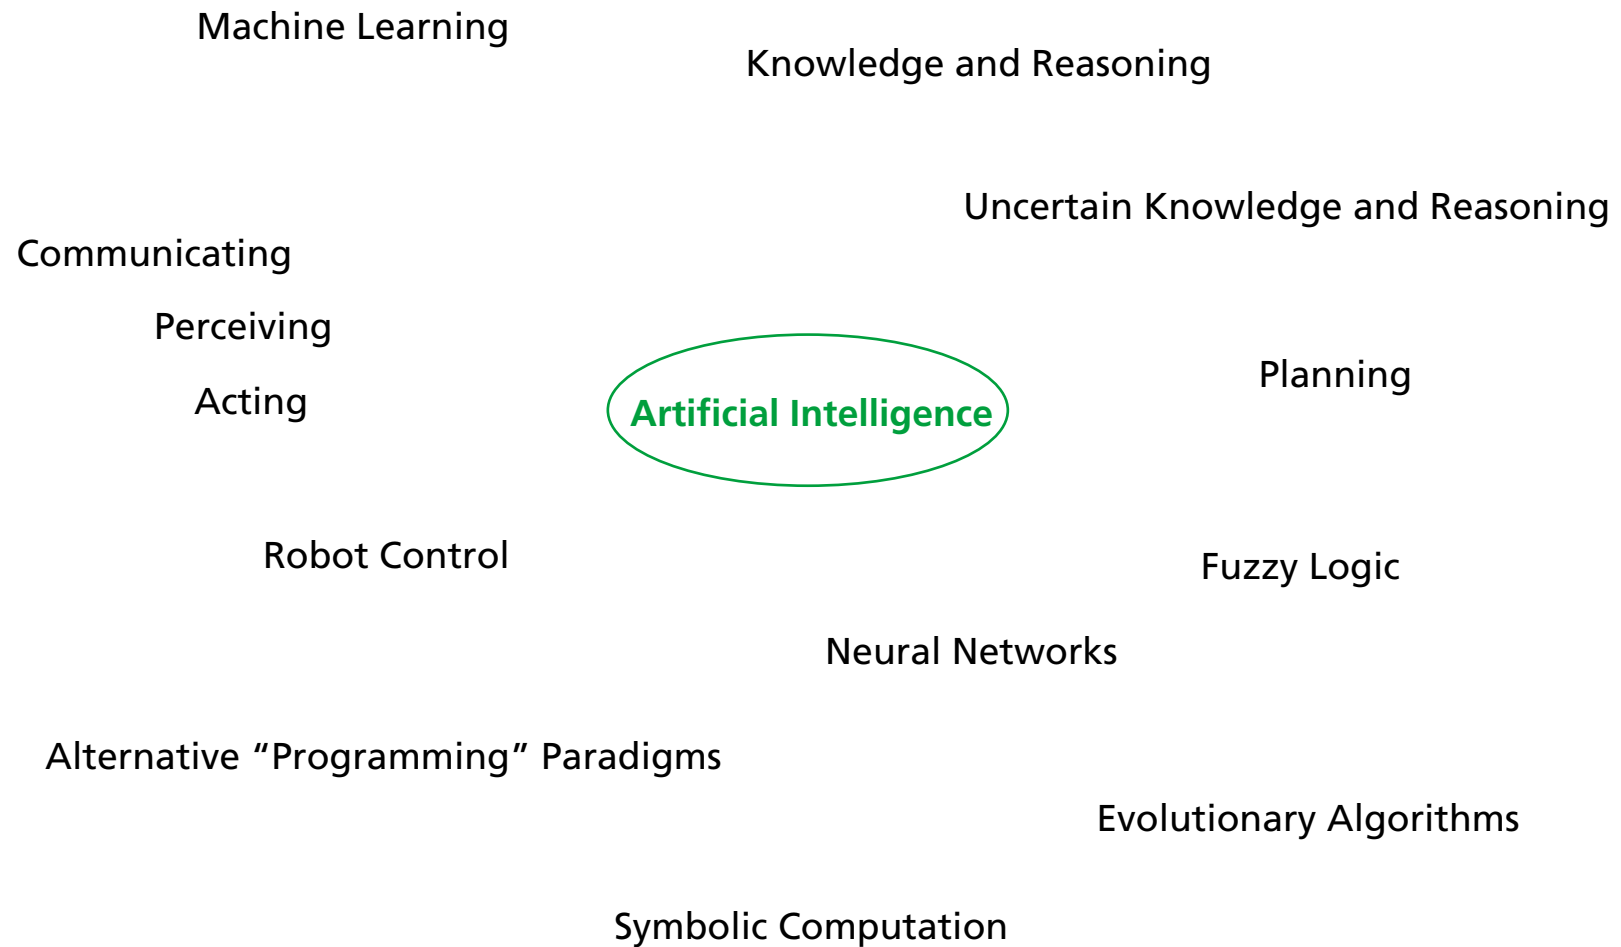 Machine Learning
Knowledge and Reasoning
Uncertain Knowledge and Reasoning
Communicating
Perceiving
Planning
Acting
Artificial Intelligence
Robot Control
Fuzzy Logic
Neural Networks
Alternative “Programming” Paradigms
Evolutionary Algorithms
Symbolic Computation